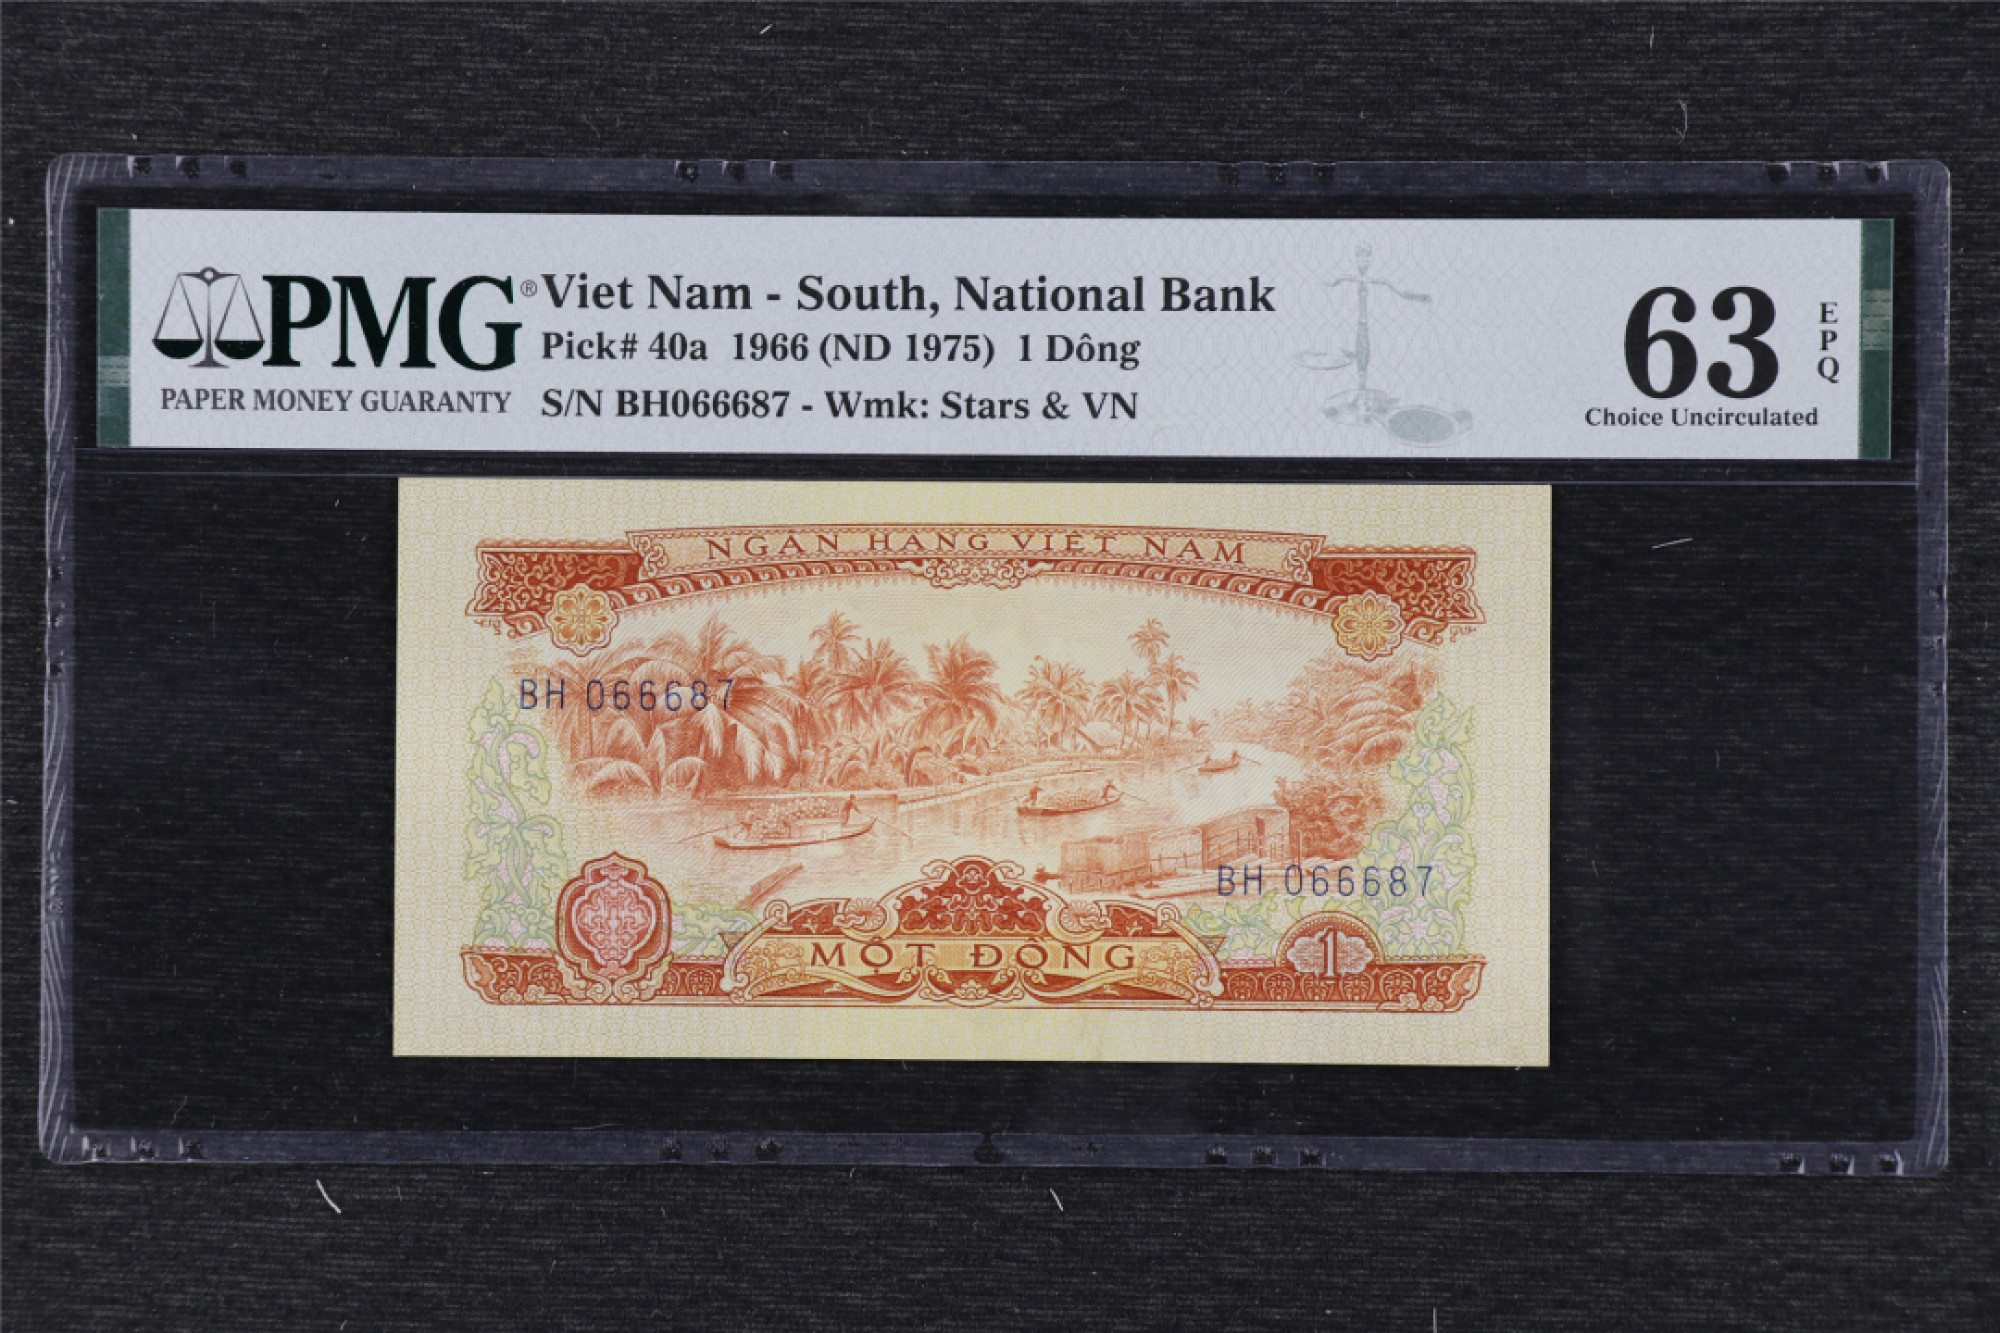 PMG®
PAPER MONEY GUARANTY
Viet Nam - South, National Bank
Pick# 40a 1966 (ND 1975) 1 Dông
S/N BH066687 - Wmk: Stars & VN
63
EPQ
Choice Uncirculated
NGÂN HÀNG VIỆT NAM
BH 066687
BH 066687
MỘT ĐỒNG
1